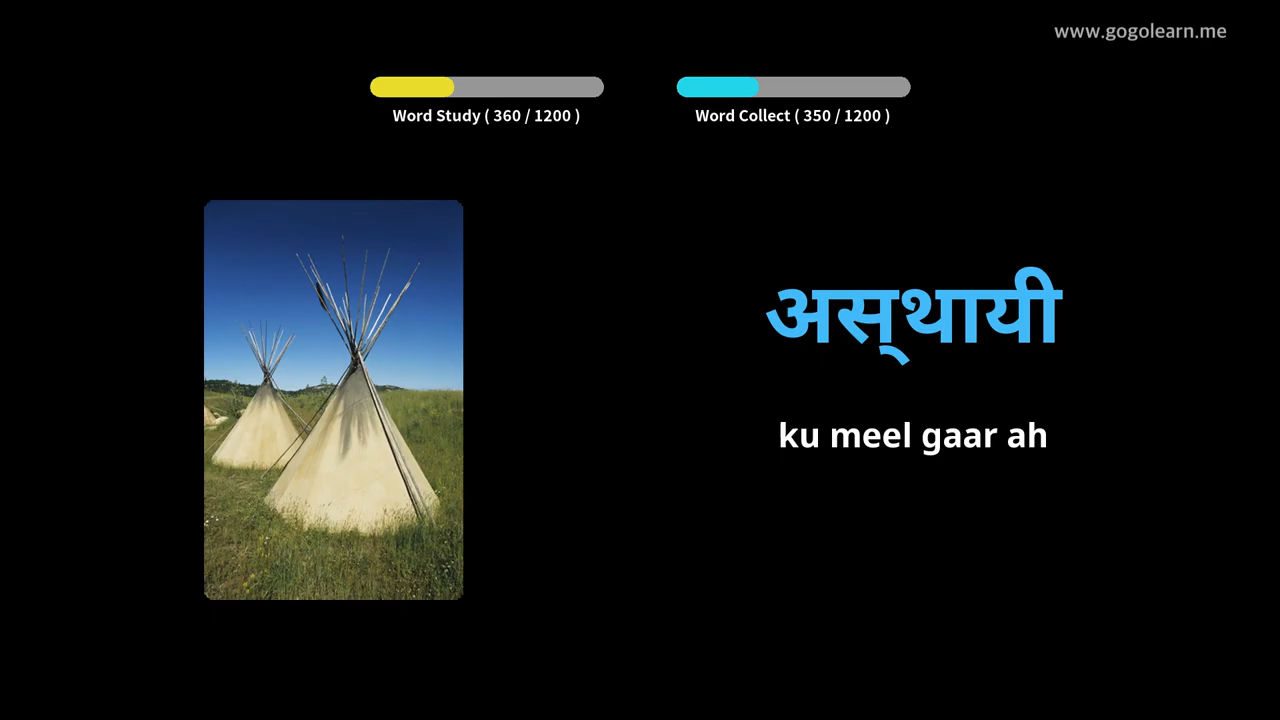 www.gogolearn.me
Word Study ( 360 / 1200 )
Word Collect ( 350 / 1200 )
अस्‌थायी
ku meel gaar ah